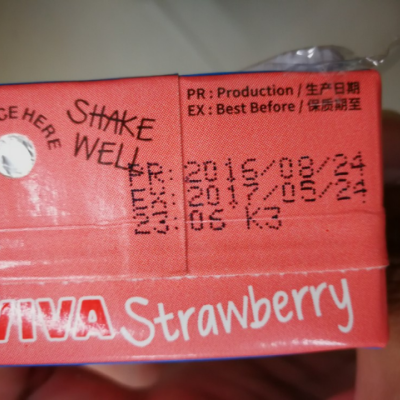 PR : Production / 生产日期
EX : Best Before / 保质期至
HERE
SHAKE
WELL
PR: 2016/08/24
EX: 2017/05/24
23:06 K3
VIVA Strawberry